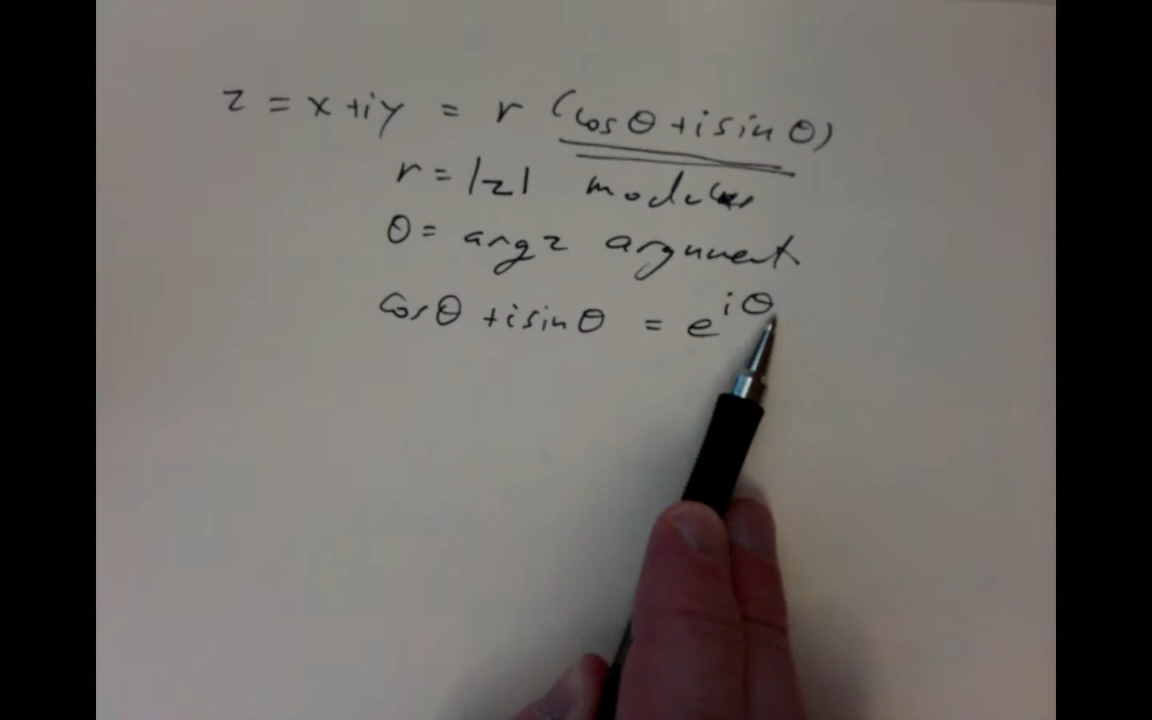 z = x + iy = r (cos θ + i sin θ)
r = |z| modulus
θ = arg z argument
cos θ + i sin θ = e^{iθ}